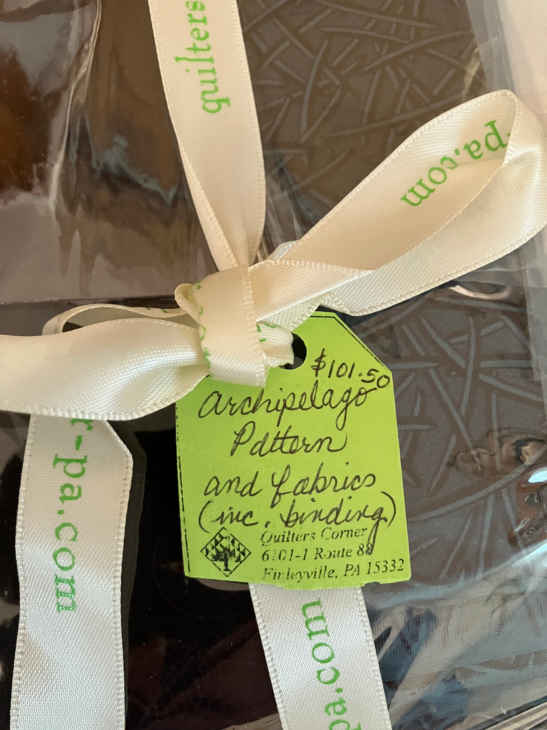 quilters
pa.com
$101.50
Archipelago
Pattern
and fabrics
(inc. binding)
Quilters Corner
6101-1 Route 88
Finleyville, PA 15332
r-pa.com
com
pa.com